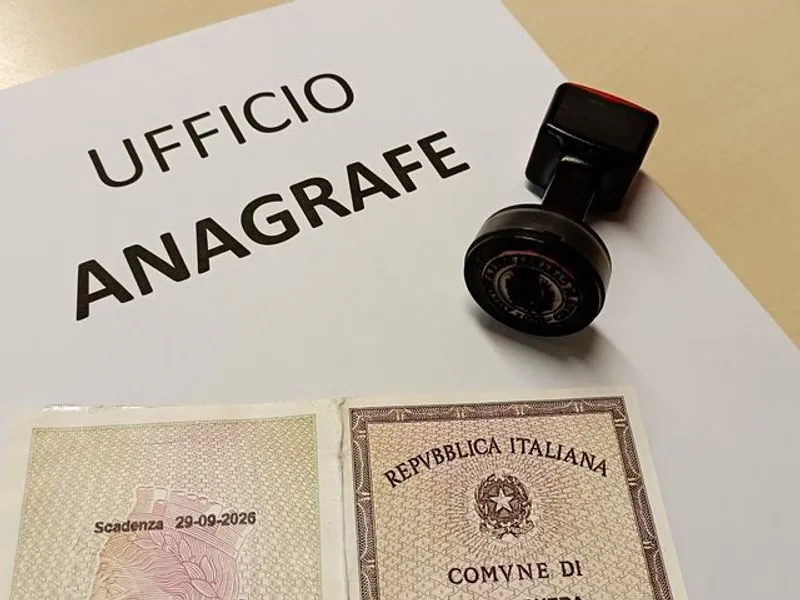 UFFICIO
ANAGRAFE
Scadenza 29-09-2026
REPVBBLICA ITALIANA
COMVNE DI